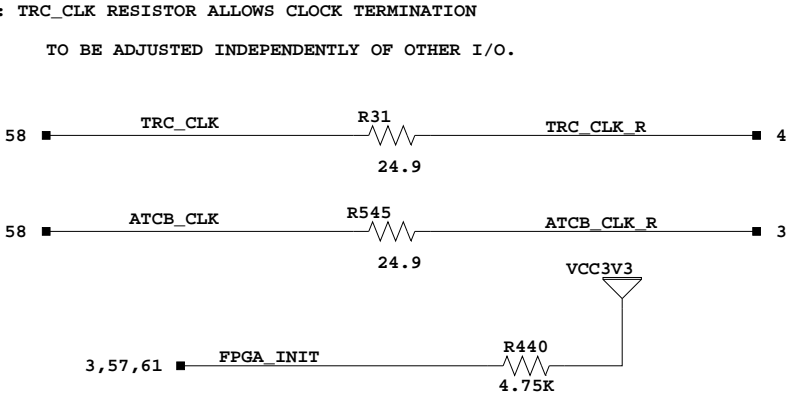 : TRC_CLK RESISTOR ALLOWS CLOCK TERMINATION
TO BE ADJUSTED INDEPENDENTLY OF OTHER I/O.
58 TRC_CLK R31 TRC_CLK_R 4
24.9
58 ATCB_CLK R545 ATCB_CLK_R 3
24.9
VCC3V3
3,57,61 FPGA_INIT R440
4.75K